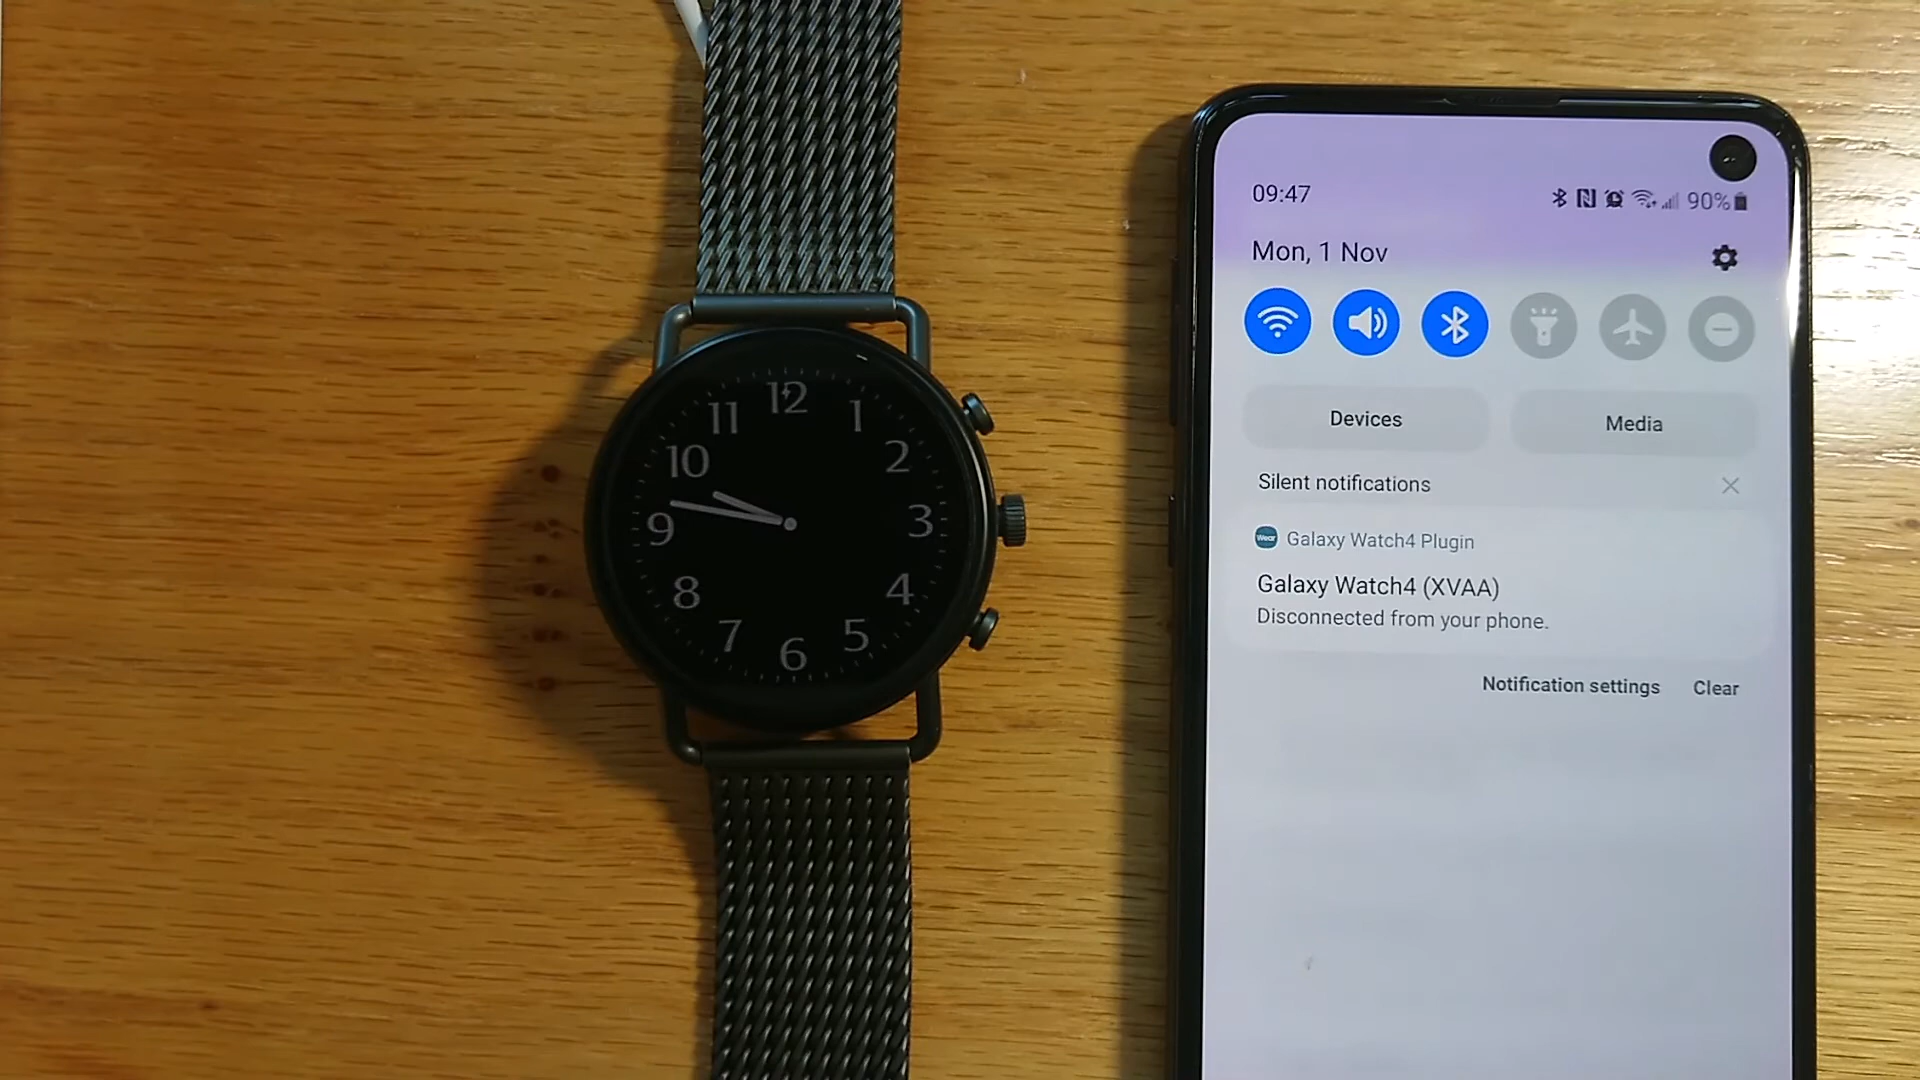 12
11
1
10
2
9
3
8
4
7
5
6
09:47
90%
Mon, 1 Nov
Devices
Media
Silent notifications
Wear
Galaxy Watch4 Plugin
Galaxy Watch4 (XVAA)
Disconnected from your phone.
Notification settings Clear